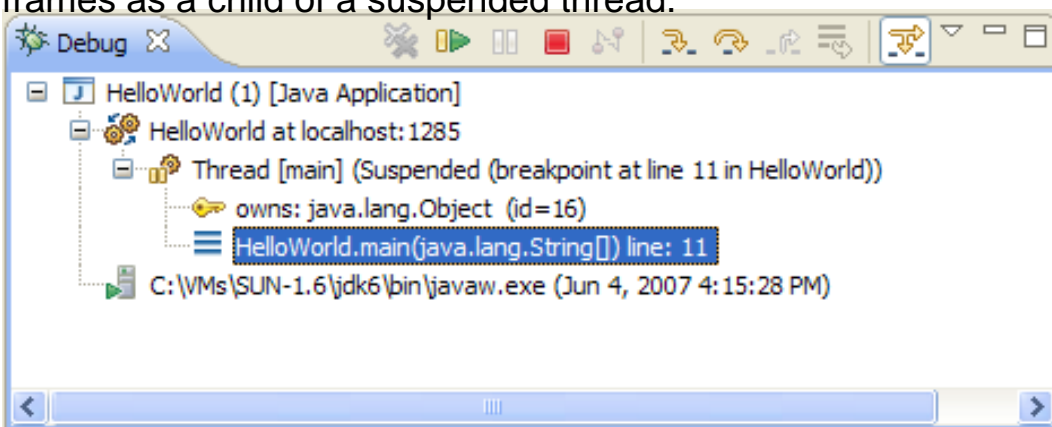 frames as a child of a suspended thread.
Debug
HelloWorld (1) [Java Application]
HelloWorld at localhost:1285
Thread [main] (Suspended (breakpoint at line 11 in HelloWorld))
owns: java.lang.Object (id=16)
HelloWorld.main(java.lang.String[]) line: 11
C:\VMs\SUN-1.6\jdk6\bin\javaw.exe (Jun 4, 2007 4:15:28 PM)